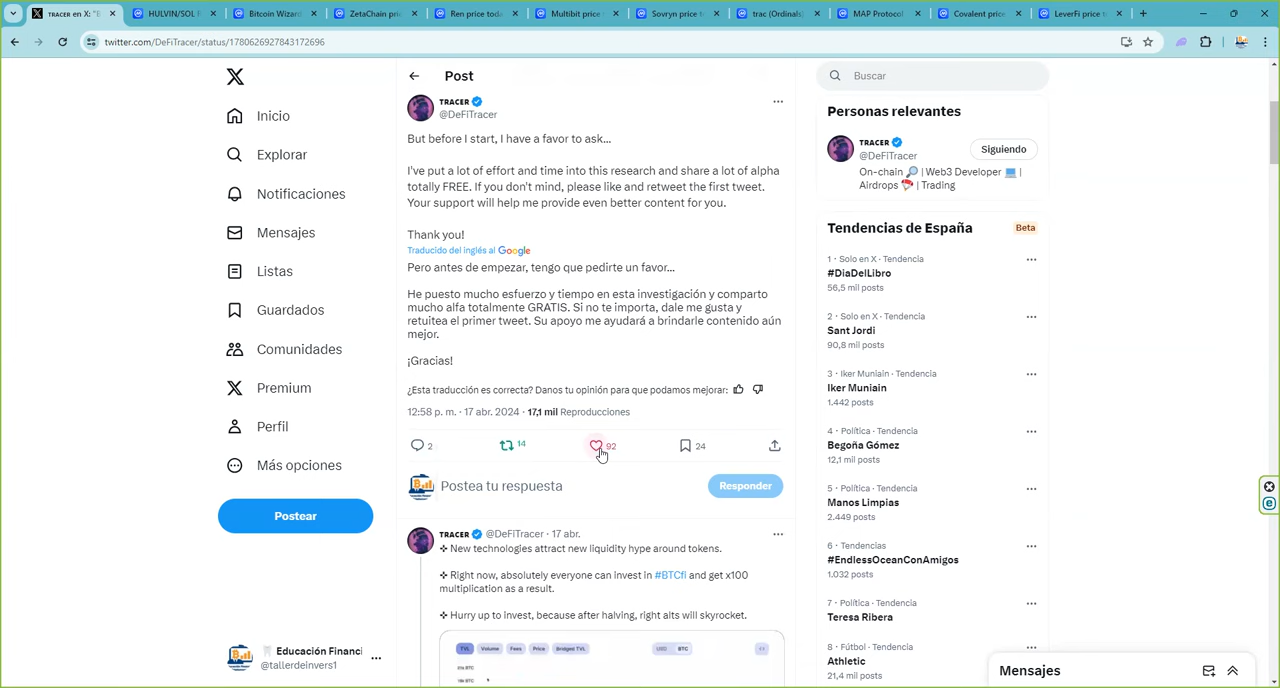 TRACER en X: "B
HULVIN/SOL R
Bitcoin Wizard
ZetaChain pric
Ren price toda
Multibit price
Sovryn price to
trac (Ordinals)
MAP Protocol
Covalent price
LeverFi price t
twitter.com/DeFiTracer/status/1780626927843172696
Inicio
Explorar
Notificaciones
Mensajes
Listas
Guardados
Comunidades
Premium
Perfil
Más opciones
Postear
Educación Financi
@tallerdeinvers1
Post
TRACER
@DeFiTracer
But before I start, I have a favor to ask...
I've put a lot of effort and time into this research and share a lot of alpha
totally FREE. If you don't mind, please like and retweet the first tweet.
Your support will help me provide even better content for you.
Thank you!
Traducido del inglés al Google
Pero antes de empezar, tengo que pedirte un favor...
He puesto mucho esfuerzo y tiempo en esta investigación y comparto
mucho alfa totalmente GRATIS. Si no te importa, dale me gusta y
retuitea el primer tweet. Su apoyo me ayudará a brindarle contenido aún
mejor.
¡Gracias!
¿Esta traducción es correcta? Danos tu opinión para que podamos mejorar:
12:58 p. m. · 17 abr. 2024 · 17,1 mil Reproducciones
2 14 92 24
Postea tu respuesta
Responder
TRACER @DeFiTracer · 17 abr.
✣ New technologies attract new liquidity hype around tokens.
✣ Right now, absolutely everyone can invest in #BTCfi and get x100
multiplication as a result.
✣ Hurry up to invest, because after halving, right alts will skyrocket.
TVL Volume Fees Price Bridged TVL USD BTC
Buscar
Personas relevantes
TRACER
@DeFiTracer
Siguiendo
On-chain 🔎 | Web3 Developer 💻 |
Airdrops 🪂 | Trading
Tendencias de España
Beta
1 · Solo en X · Tendencia
#DiaDelLibro
56,5 mil posts
2 · Solo en X · Tendencia
Sant Jordi
90,8 mil posts
3 · Iker Muniain · Tendencia
Iker Muniain
1.442 posts
4 · Política · Tendencia
Begoña Gómez
12,1 mil posts
5 · Política · Tendencia
Manos Limpias
2.449 posts
6 · Tendencias
#EndlessOceanConAmigos
1.032 posts
7 · Política · Tendencia
Teresa Ribera
8 · Fútbol · Tendencia
Athletic
21,4 mil posts
Mensajes